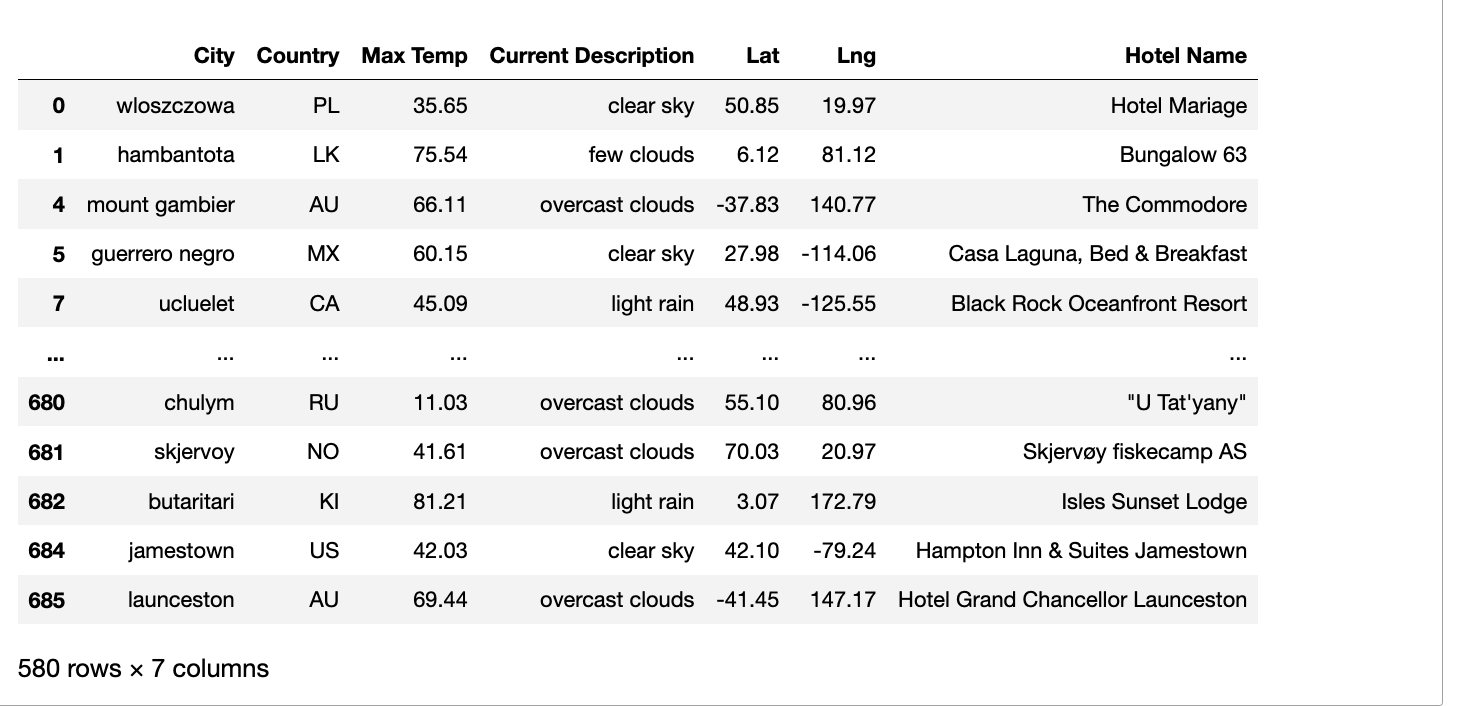 City Country Max Temp Current Description Lat Lng Hotel Name
0 wloszczowa PL 35.65 clear sky 50.85 19.97 Hotel Mariage
1 hambantota LK 75.54 few clouds 6.12 81.12 Bungalow 63
4 mount gambier AU 66.11 overcast clouds -37.83 140.77 The Commodore
5 guerrero negro MX 60.15 clear sky 27.98 -114.06 Casa Laguna, Bed & Breakfast
7 ucluelet CA 45.09 light rain 48.93 -125.55 Black Rock Oceanfront Resort
... ... ... ... ... ... ... ...
680 chulym RU 11.03 overcast clouds 55.10 80.96 "U Tat'yany"
681 skjervoy NO 41.61 overcast clouds 70.03 20.97 Skjervøy fiskecamp AS
682 butaritari KI 81.21 light rain 3.07 172.79 Isles Sunset Lodge
684 jamestown US 42.03 clear sky 42.10 -79.24 Hampton Inn & Suites Jamestown
685 launceston AU 69.44 overcast clouds -41.45 147.17 Hotel Grand Chancellor Launceston
580 rows × 7 columns